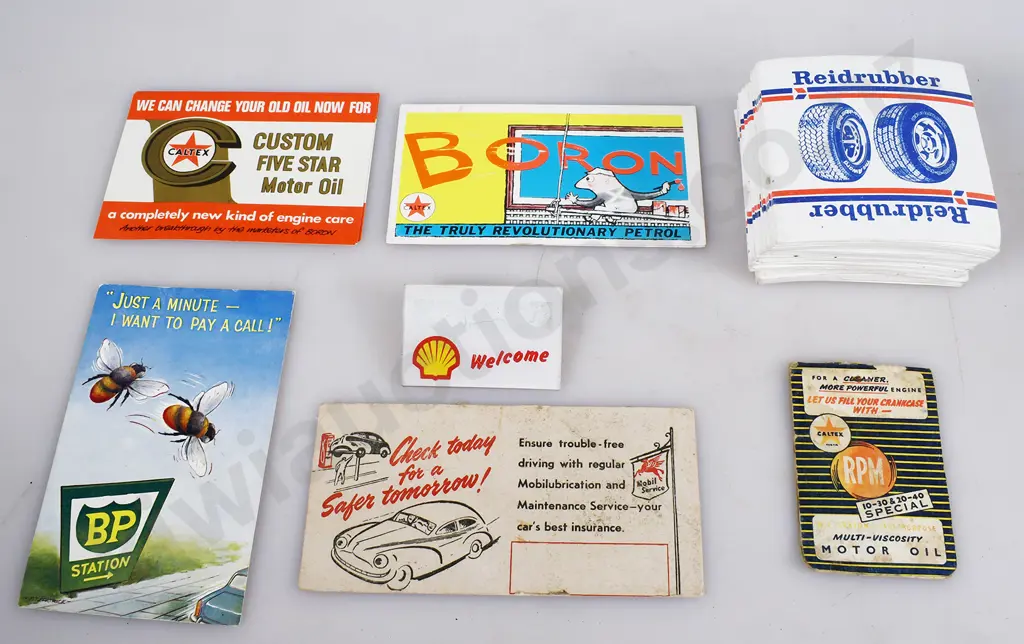 WE CAN CHANGE YOUR OLD OIL NOW FOR
CALTEX
CUSTOM
FIVE STAR
Motor Oil
a completely new kind of engine care
Another breakthrough by the marketers of BORON
BORON
CALTEX
THE TRULY REVOLUTIONARY PETROL
Reidrubber
Reidrubber
"JUST A MINUTE —
I WANT TO PAY A CALL!"
BP
STATION
Welcome
Check today
for a
Safer tomorrow!
Ensure trouble-free
driving with regular
Mobilubrication and
Maintenance Service—your
car's best insurance.
Mobil
Service
FOR A CLEANER,
MORE POWERFUL ENGINE
LET US FILL YOUR CRANKCASE
WITH —
CALTEX
RPM
10-30 & 20-40
SPECIAL
MULTI-VISCOSITY
MOTOR OIL